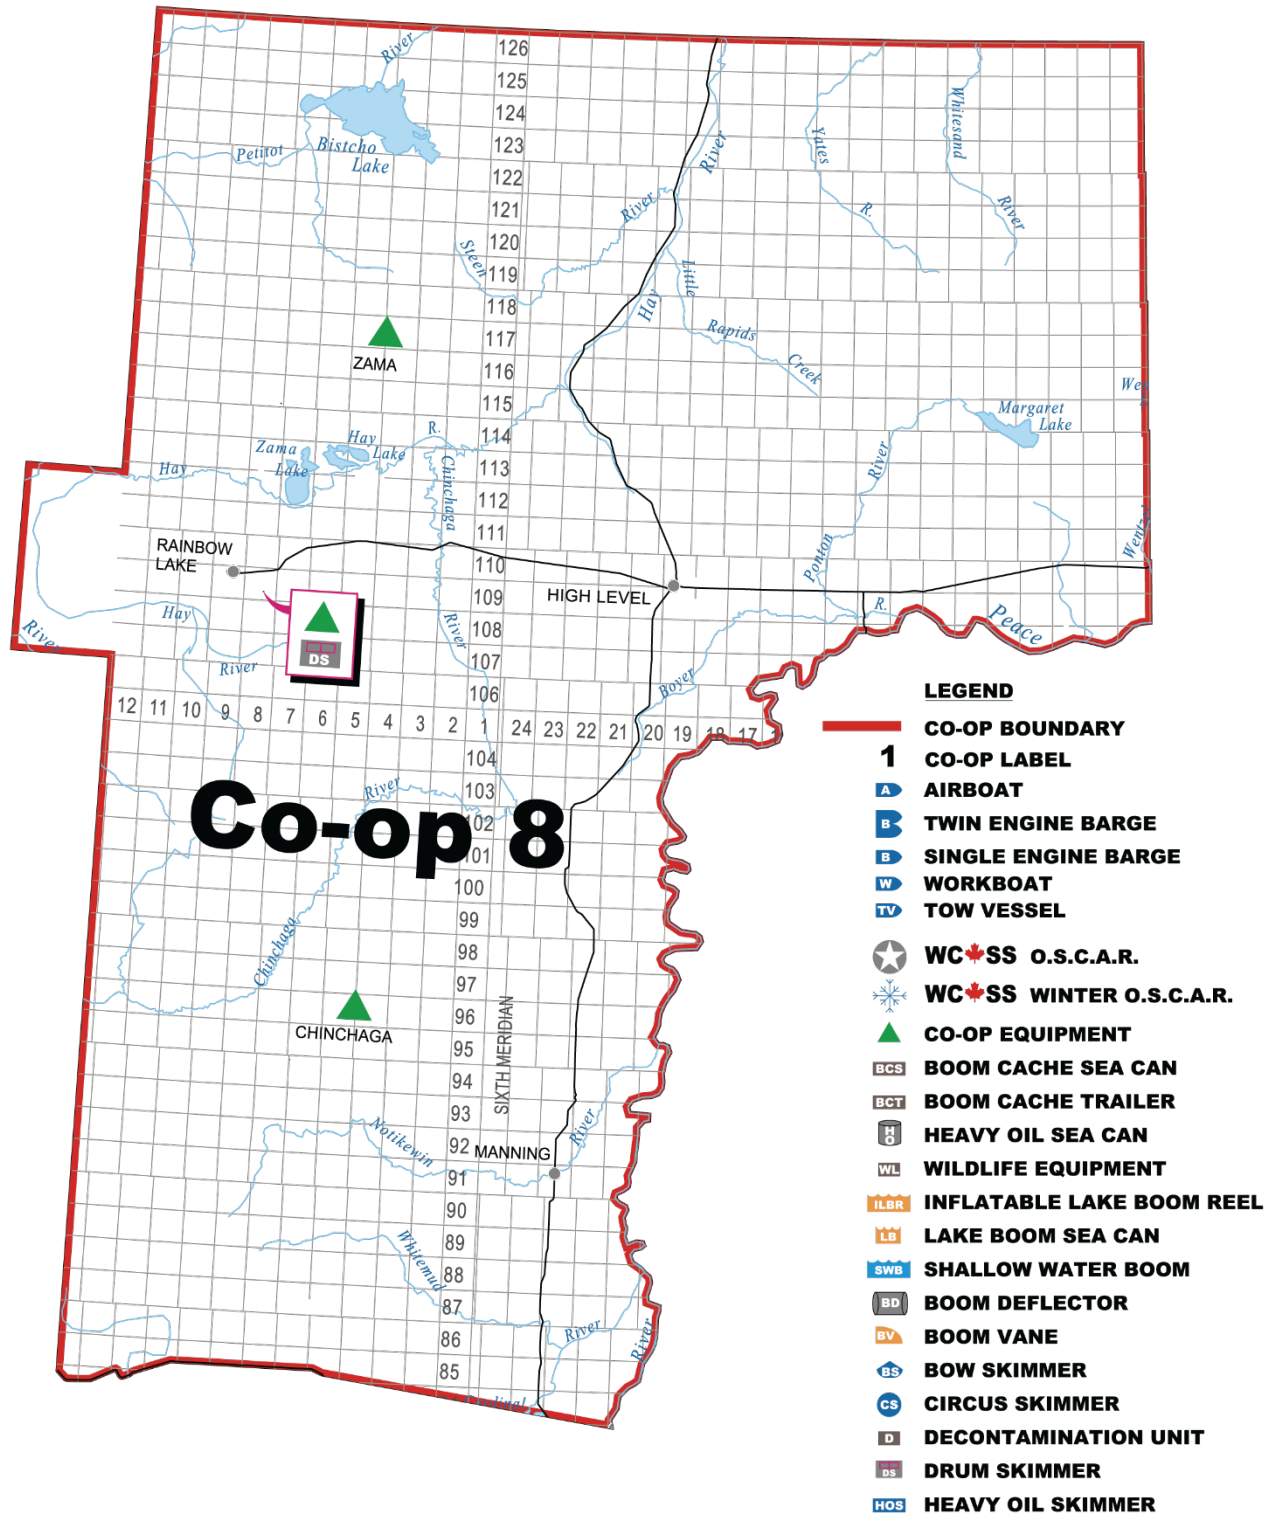 126
125
124
123
122
121
120
119
118
117
116
115
114
113
112
111
110
109
108
107
106
104
103
102
101
100
99
98
97
96
95
94
93
92
91
90
89
88
87
86
85
12 11 10 9 8 7 6 5 4 3 2 1 24 23 22 21 20 19 18 17
River
Bistcho
Lake
Petitot
River
Yates
R.
Whitesand
River
Steen
River
Hay
Little
Rapids
Creek
ZAMA
Margaret
Lake
Zama
Lake
Hay
Lake
R.
Hay
Chinchaga
River
River
Ponton
R.
Wentzel
RAINBOW
LAKE
HIGH LEVEL
Hay
River
River
DS
Boyer
Peace
Co-op 8
River
Chinchaga
CHINCHAGA
SIXTH MERIDIAN
Notikewin
River
MANNING
Whitemud
River
River
Cardinal
LEGEND
CO-OP BOUNDARY
1 CO-OP LABEL
A AIRBOAT
B TWIN ENGINE BARGE
B SINGLE ENGINE BARGE
W WORKBOAT
TV TOW VESSEL
WC SS O.S.C.A.R.
WC SS WINTER O.S.C.A.R.
CO-OP EQUIPMENT
BCS BOOM CACHE SEA CAN
BCT BOOM CACHE TRAILER
HO HEAVY OIL SEA CAN
WL WILDLIFE EQUIPMENT
ILBR INFLATABLE LAKE BOOM REEL
LB LAKE BOOM SEA CAN
SWB SHALLOW WATER BOOM
BD BOOM DEFLECTOR
BV BOOM VANE
BS BOW SKIMMER
CS CIRCUS SKIMMER
D DECONTAMINATION UNIT
DS DRUM SKIMMER
HOS HEAVY OIL SKIMMER